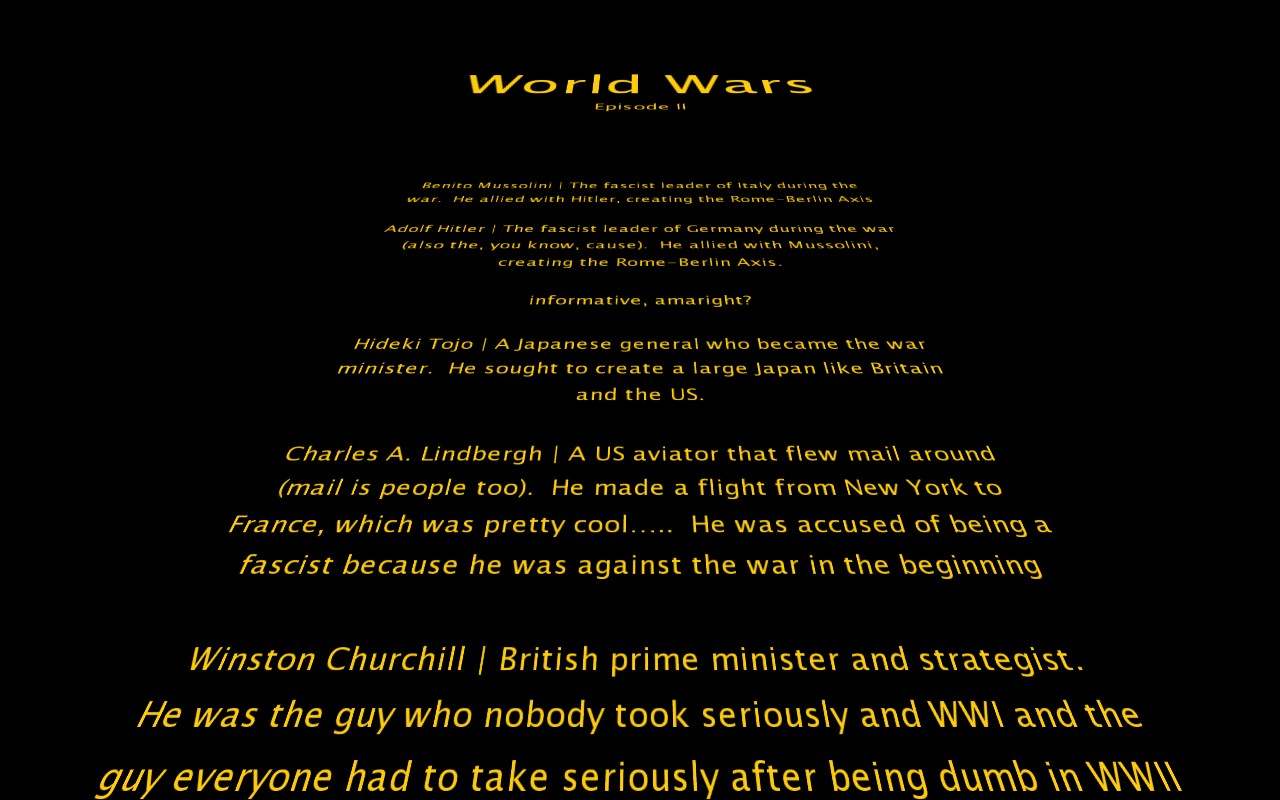 World Wars
Episode II
Benito Mussolini | The fascist leader of Italy during the
war.  He allied with Hitler, creating the Rome-Berlin Axis
Adolf Hitler | The fascist leader of Germany during the war
(also the, you know, cause).  He allied with Mussolini,
creating the Rome-Berlin Axis.
informative, amaright?
Hideki Tojo | A Japanese general who became the war
minister.  He sought to create a large Japan like Britain
and the US.
Charles A. Lindbergh | A US aviator that flew mail around
(mail is people too).  He made a flight from New York to
France, which was pretty cool.....  He was accused of being a
fascist because he was against the war in the beginning
Winston Churchill | British prime minister and strategist.
He was the guy who nobody took seriously and WWI and the
guy everyone had to take seriously after being dumb in WWII